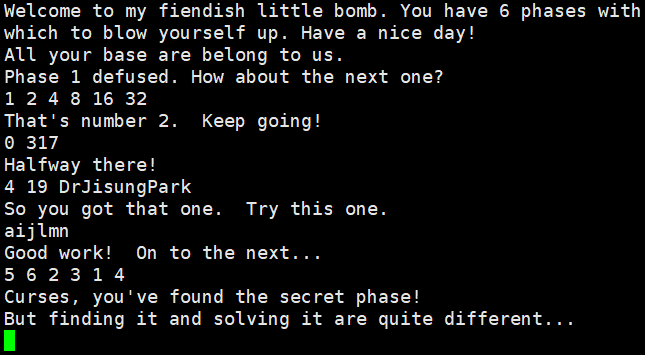 Welcome to my fiendish little bomb. You have 6 phases with
which to blow yourself up. Have a nice day!
All your base are belong to us.
Phase 1 defused. How about the next one?
1 2 4 8 16 32
That's number 2.  Keep going!
0 317
Halfway there!
4 19 DrJisungPark
So you got that one.  Try this one.
aijlmn
Good work!  On to the next...
5 6 2 3 1 4
Curses, you've found the secret phase!
But finding it and solving it are quite different...